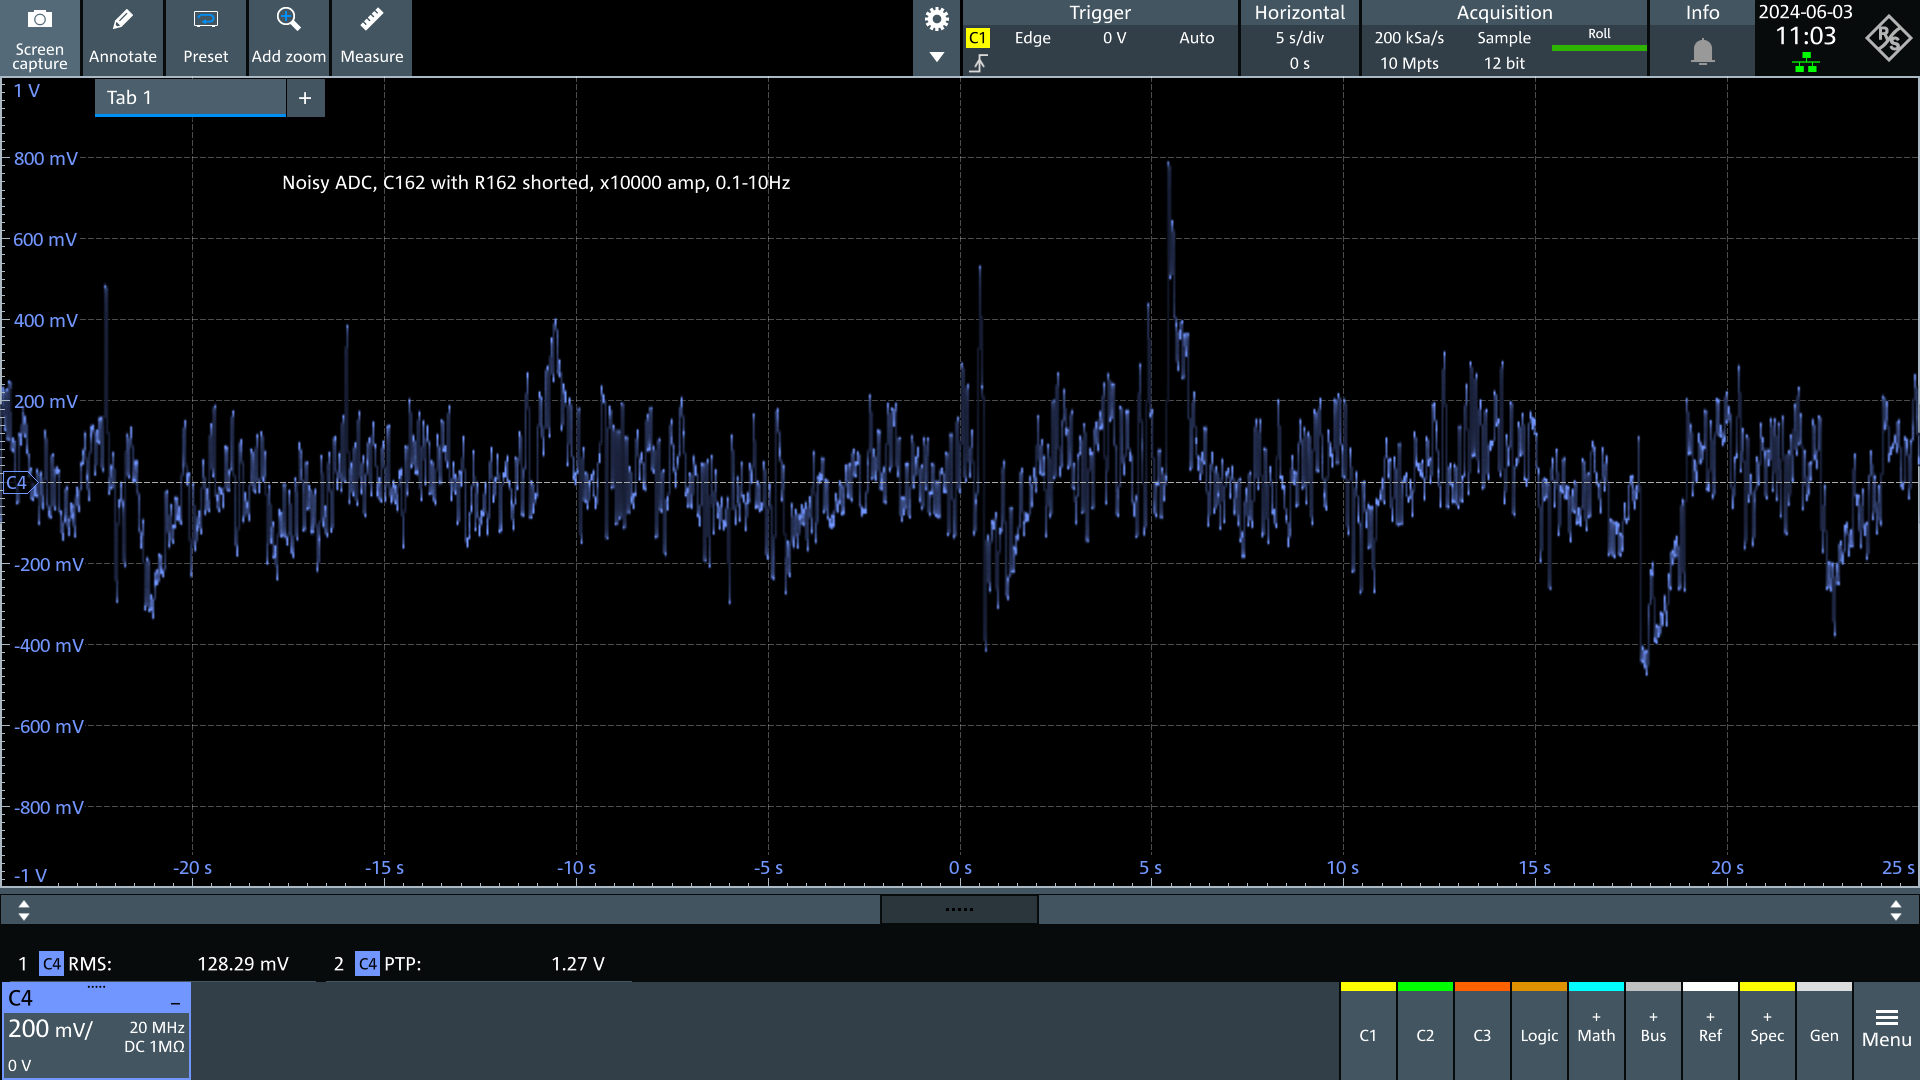 Screen capture
Annotate
Preset
Add zoom
Measure
Trigger
C1 Edge 0 V Auto
Horizontal
5 s/div
0 s
Acquisition
200 kSa/s Sample Roll
10 Mpts 12 bit
Info
2024-06-03
11:03
R&S
Tab 1 +
Noisy ADC, C162 with R162 shorted, x10000 amp, 0.1-10Hz
1 V
800 mV
600 mV
400 mV
200 mV
C4
-200 mV
-400 mV
-600 mV
-800 mV
-1 V
-20 s -15 s -10 s -5 s 0 s 5 s 10 s 15 s 20 s 25 s
1 C4 RMS: 128.29 mV 2 C4 PTP: 1.27 V
C4
200 mV/ 20 MHz
DC 1MΩ
0 V
C1
C2
C3
Logic
+ Math
+ Bus
+ Ref
+ Spec
Gen
Menu